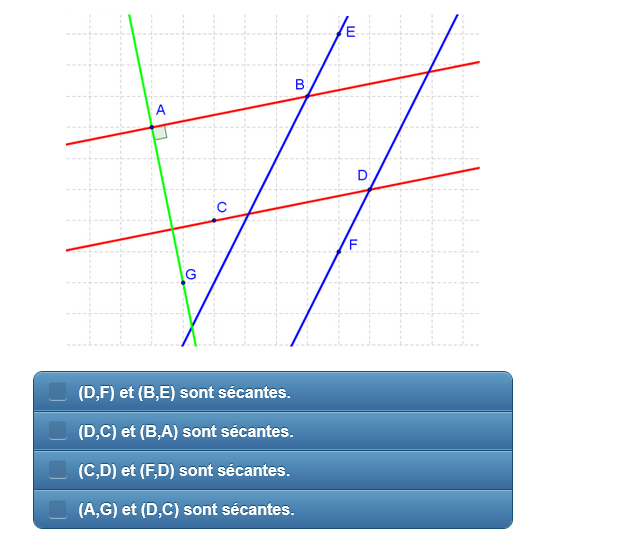 E
B
A
D
C
F
G
(D,F) et (B,E) sont sécantes.
(D,C) et (B,A) sont sécantes.
(C,D) et (F,D) sont sécantes.
(A,G) et (D,C) sont sécantes.